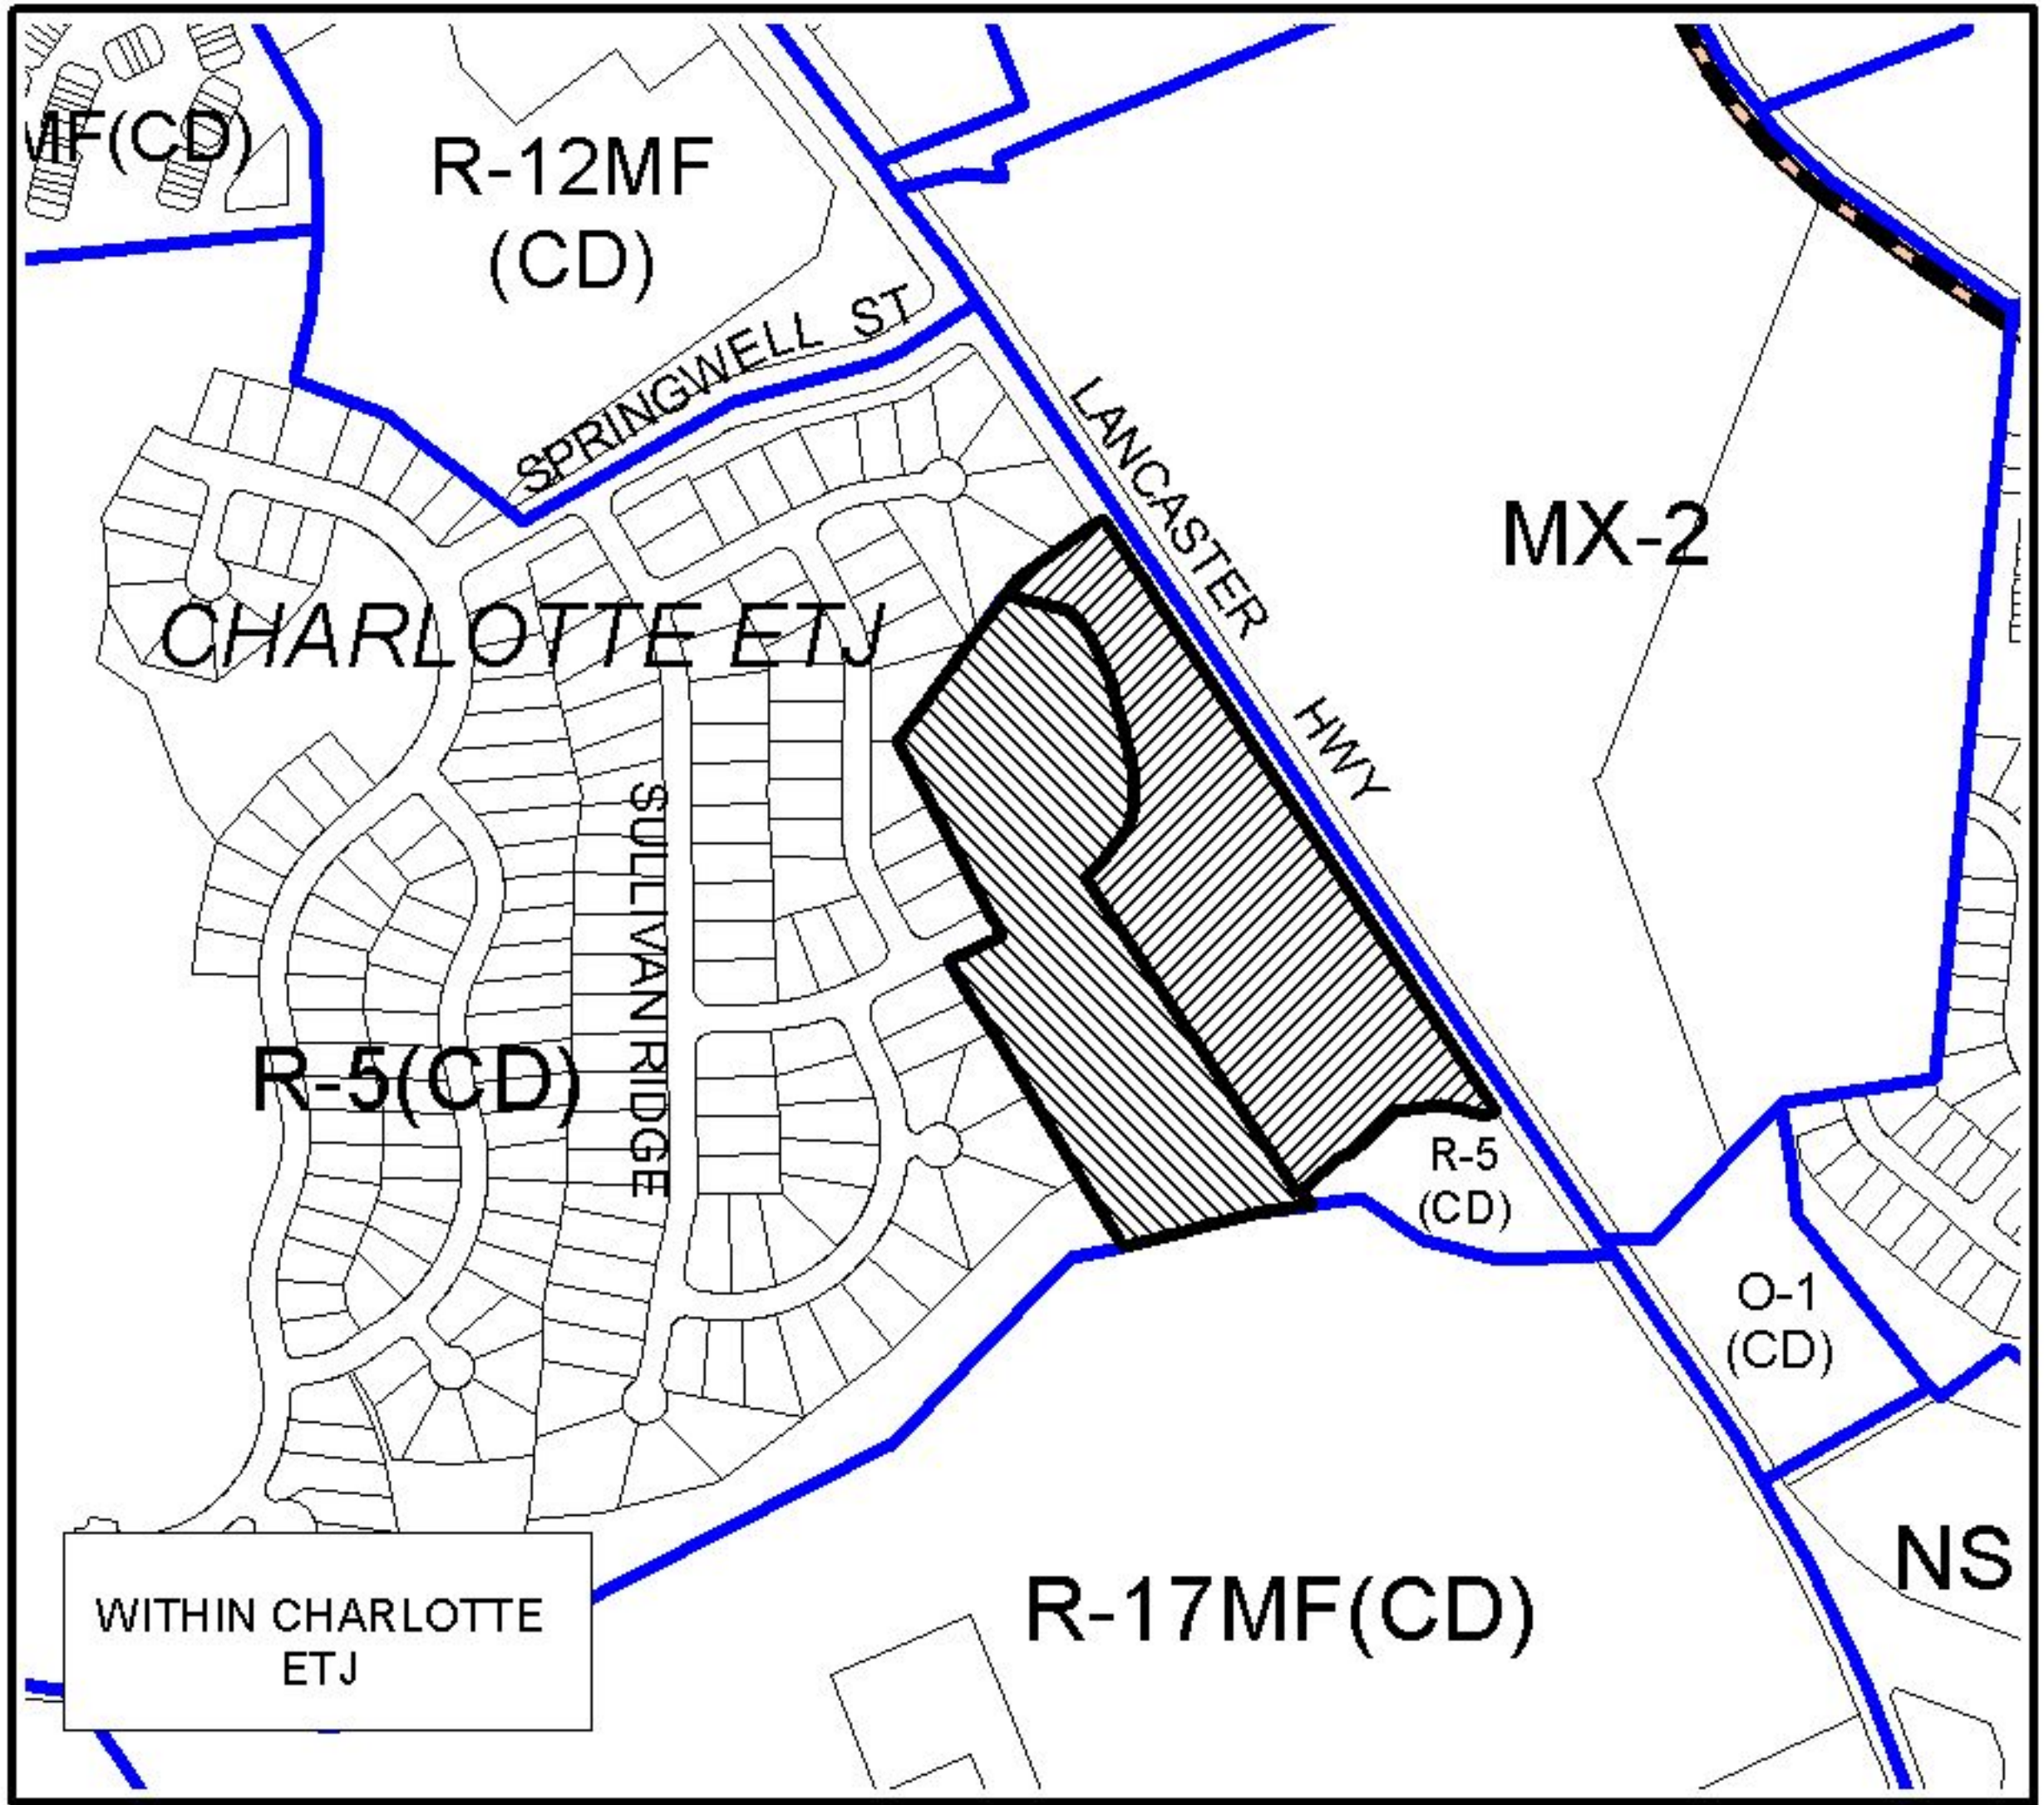 MF(CD)
R-12MF
(CD)
SPRINGWELL ST
LANCASTER HWY
MX-2
CHARLOTTE ETJ
SULLIVAN RIDGE
R-5(CD)
R-5
(CD)
O-1
(CD)
NS
R-17MF(CD)
WITHIN CHARLOTTE
ETJ